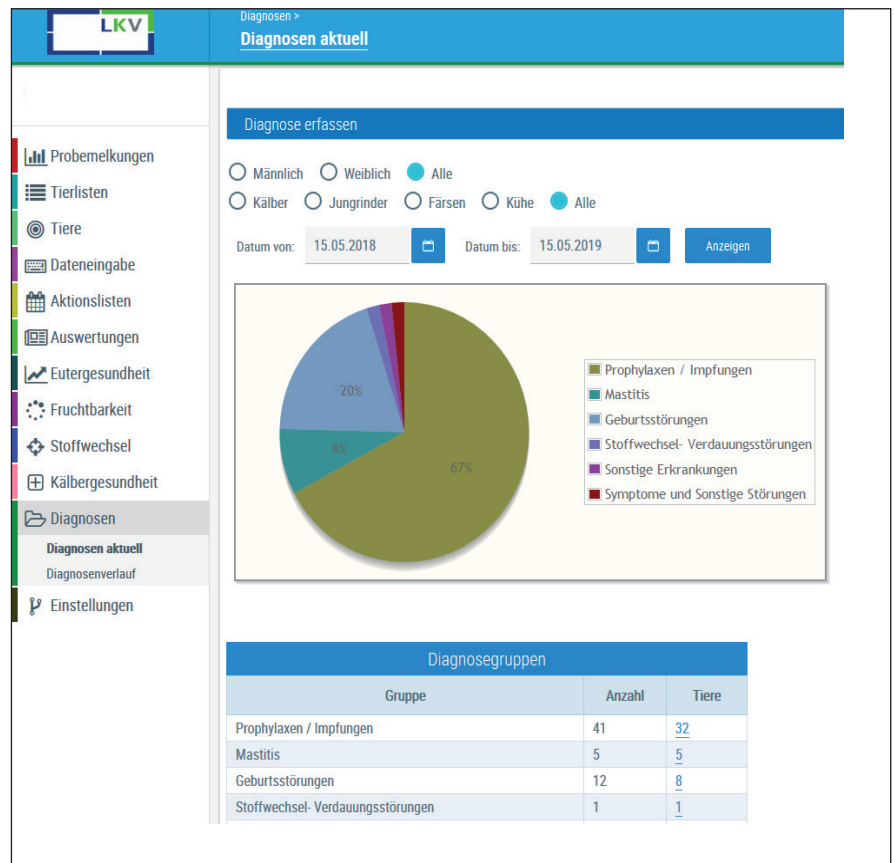 LKV
Diagnosen >
Diagnosen aktuell
Probemelkungen
Tierlisten
Tiere
Dateneingabe
Aktionslisten
Auswertungen
Eutergesundheit
Fruchtbarkeit
Stoffwechsel
Kälbergesundheit
Diagnosen
Diagnosen aktuell
Diagnosenverlauf
Einstellungen
Diagnose erfassen
Männlich Weiblich Alle
Kälber Jungrinder Färsen Kühe Alle
Datum von: 15.05.2018 Datum bis: 15.05.2019 Anzeigen
20%
8%
67%
Prophylaxen / Impfungen
Mastitis
Geburtsstörungen
Stoffwechsel- Verdauungsstörungen
Sonstige Erkrankungen
Symptome und Sonstige Störungen
Diagnosegruppen
Gruppe Anzahl Tiere
Prophylaxen / Impfungen 41 32
Mastitis 5 5
Geburtsstörungen 12 8
Stoffwechsel- Verdauungsstörungen 1 1